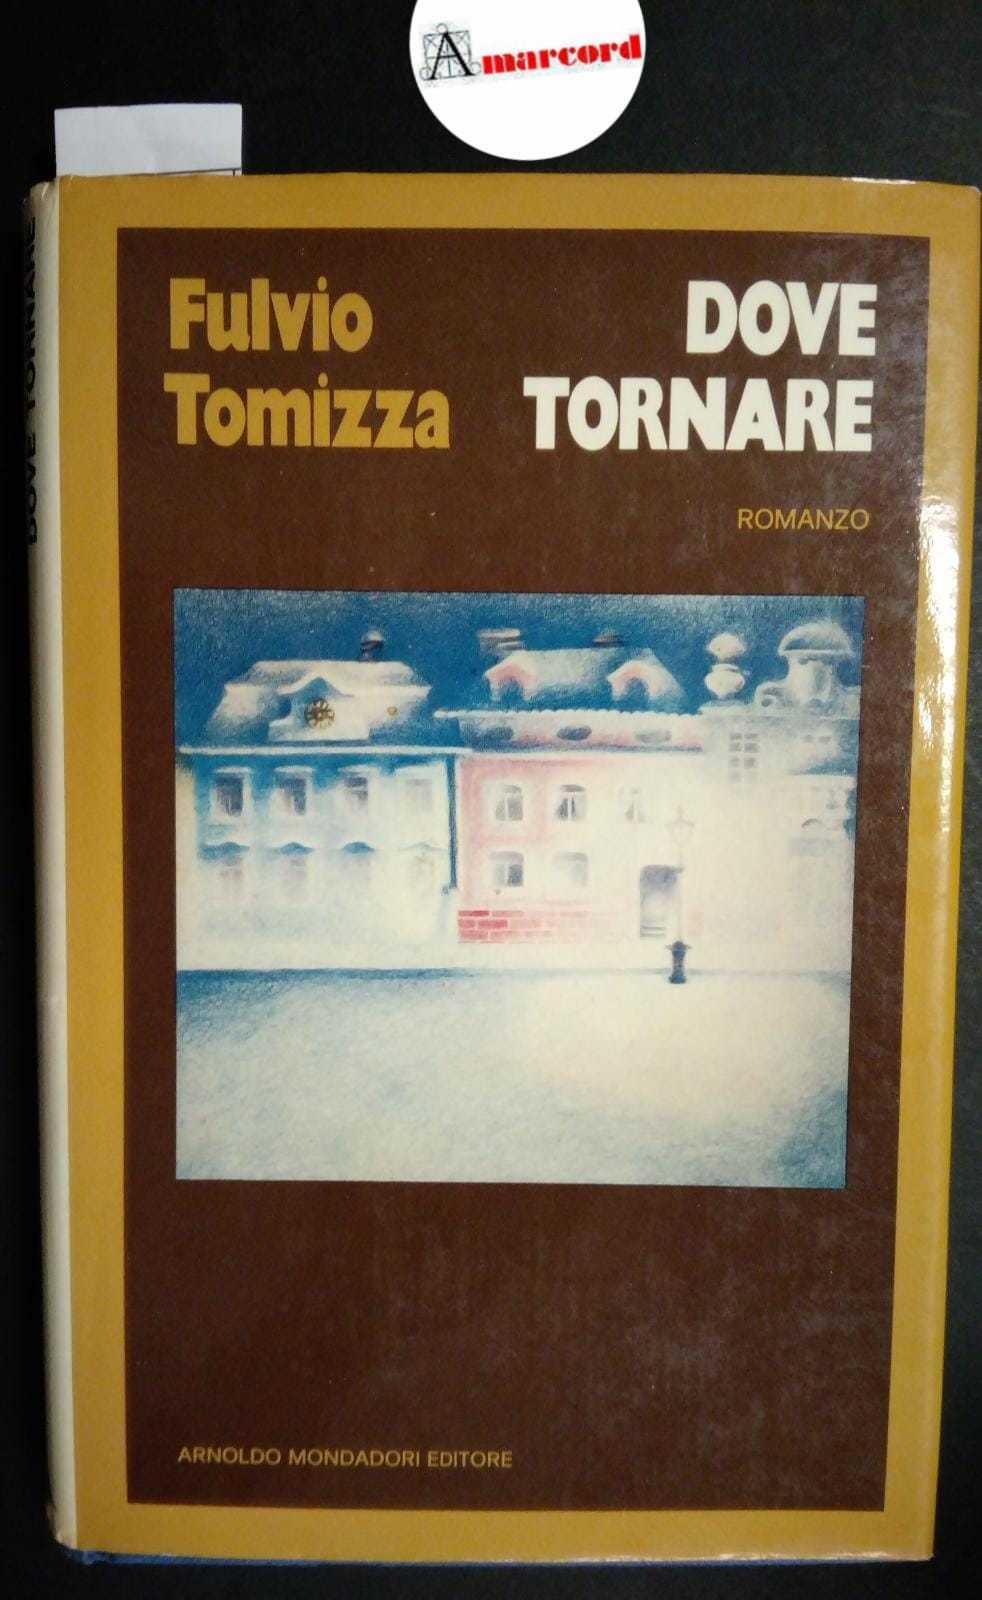 Amarcord
Fulvio
Tomizza
DOVE
TORNARE
ROMANZO
ARNOLDO MONDADORI EDITORE
DOVE TORNARE